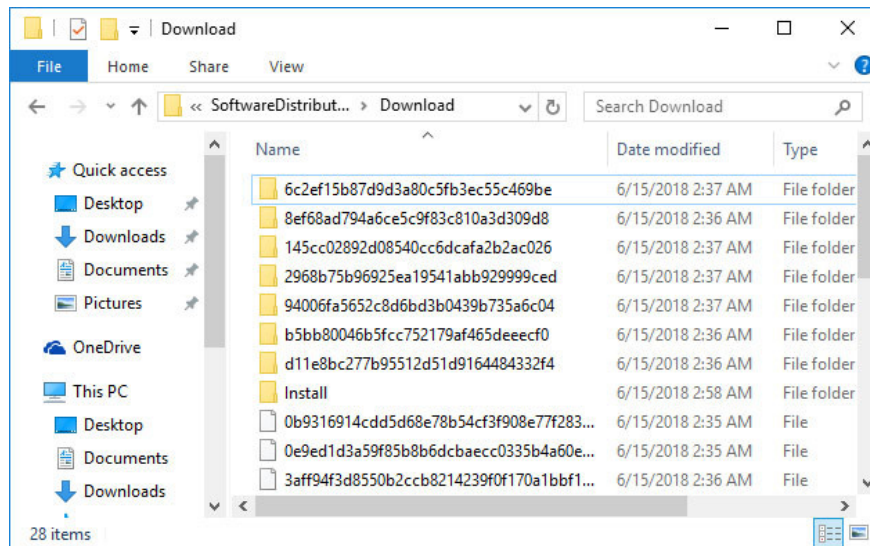 Download
File Home Share View
« SoftwareDistribut... › Download Search Download
Name Date modified Type
Quick access
Desktop
Downloads
Documents
Pictures
OneDrive
This PC
Desktop
Documents
Downloads
6c2ef15b87d9d3a80c5fb3ec55c469be 6/15/2018 2:37 AM File folder
8ef68ad794a6ce5c9f83c810a3d309d8 6/15/2018 2:36 AM File folder
145cc02892d08540cc6dcafa2b2ac026 6/15/2018 2:37 AM File folder
2968b75b96925ea19541abb929999ced 6/15/2018 2:37 AM File folder
94006fa5652c8d6bd3b0439b735a6c04 6/15/2018 2:37 AM File folder
b5bb80046b5fcc752179af465deeecf0 6/15/2018 2:36 AM File folder
d11e8bc277b95512d51d9164484332f4 6/15/2018 2:36 AM File folder
Install 6/15/2018 2:58 AM File folder
0b9316914cdd5d68e78b54cf3f908e77f283... 6/15/2018 2:35 AM File
0e9ed1d3a59f85b8b6dcbaecc0335b4a60e... 6/15/2018 2:35 AM File
3aff94f3d8550b2ccb8214239f0f170a1bbf1... 6/15/2018 2:36 AM File
28 items